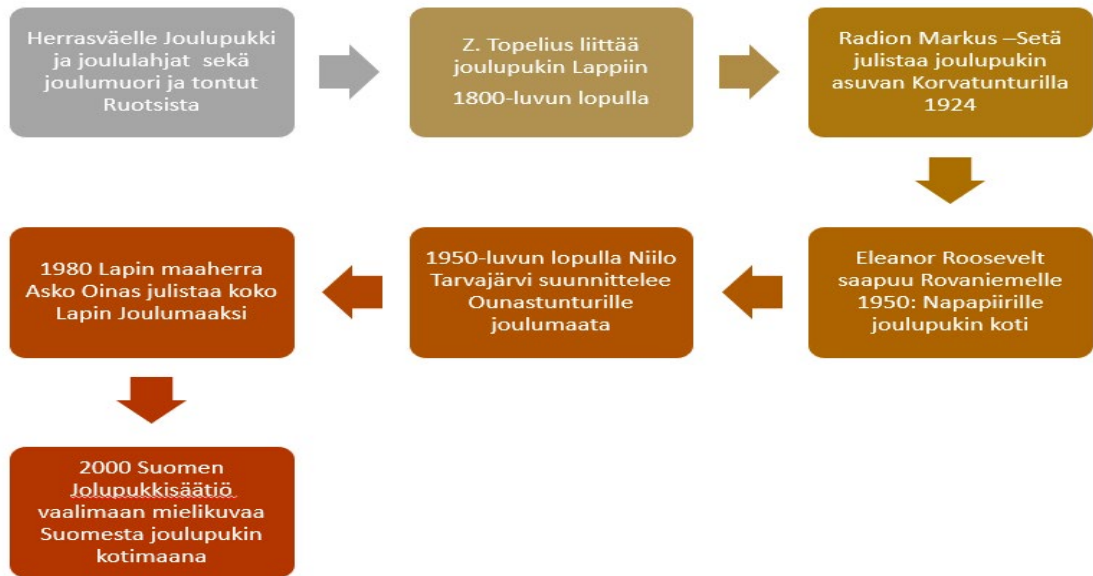 Herrasväelle Joulupukki
ja joululahjat sekä
joulumuori ja tontut
Ruotsista
Z. Topelius liittää
joulupukin Lappiin
1800-luvun lopulla
Radion Markus –Setä
julistaa joulupukin
asuvan Korvatunturilla
1924
Eleanor Roosevelt
saapuu Rovaniemelle
1950: Napapiirille
joulupukin koti
1950-luvun lopulla Niilo
Tarvajärvi suunnittelee
Ounastunturille
joulumaata
1980 Lapin maaherra
Asko Oinas julistaa koko
Lapin Joulumaaksi
2000 Suomen
Jolupukkisäätiö
vaalimaan mielikuvaa
Suomesta joulupukin
kotimaana